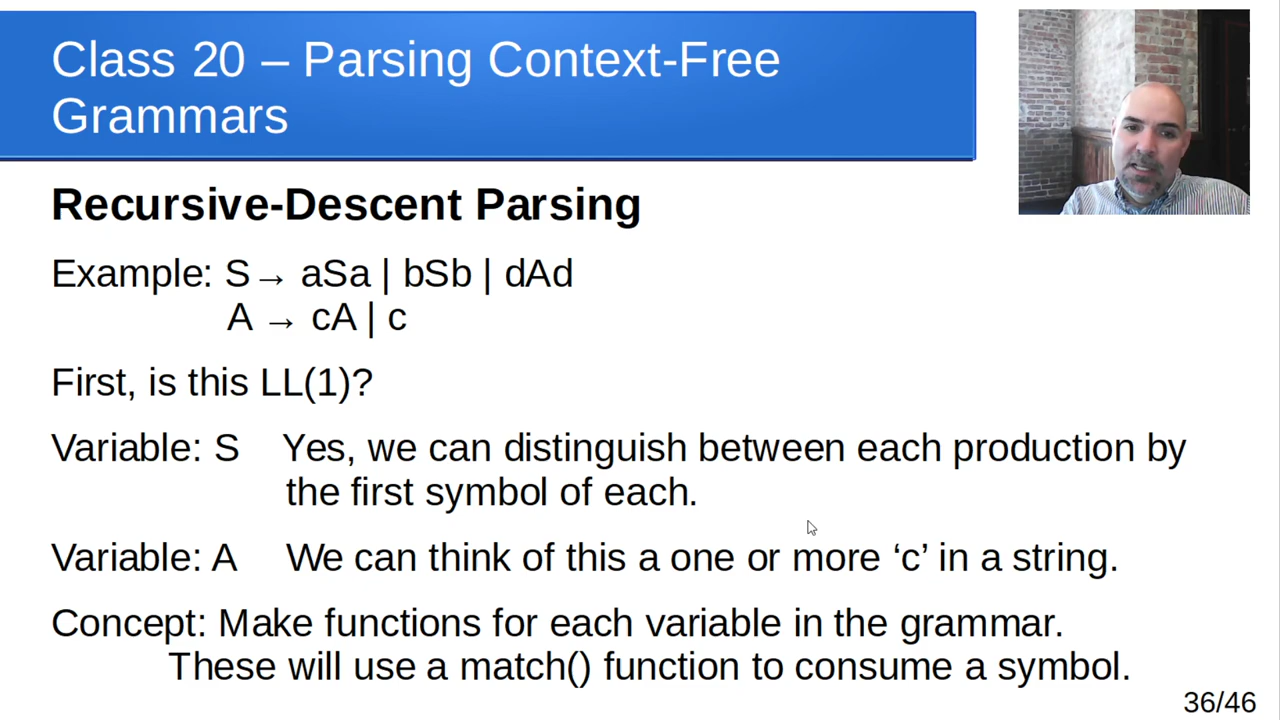 Class 20 – Parsing Context-Free
Grammars
Recursive-Descent Parsing
Example: S→ aSa | bSb | dAd
A → cA | c
First, is this LL(1)?
Variable: S Yes, we can distinguish between each production by
the first symbol of each.
Variable: A We can think of this a one or more ‘c’ in a string.
Concept: Make functions for each variable in the grammar.
These will use a match() function to consume a symbol.
36/46